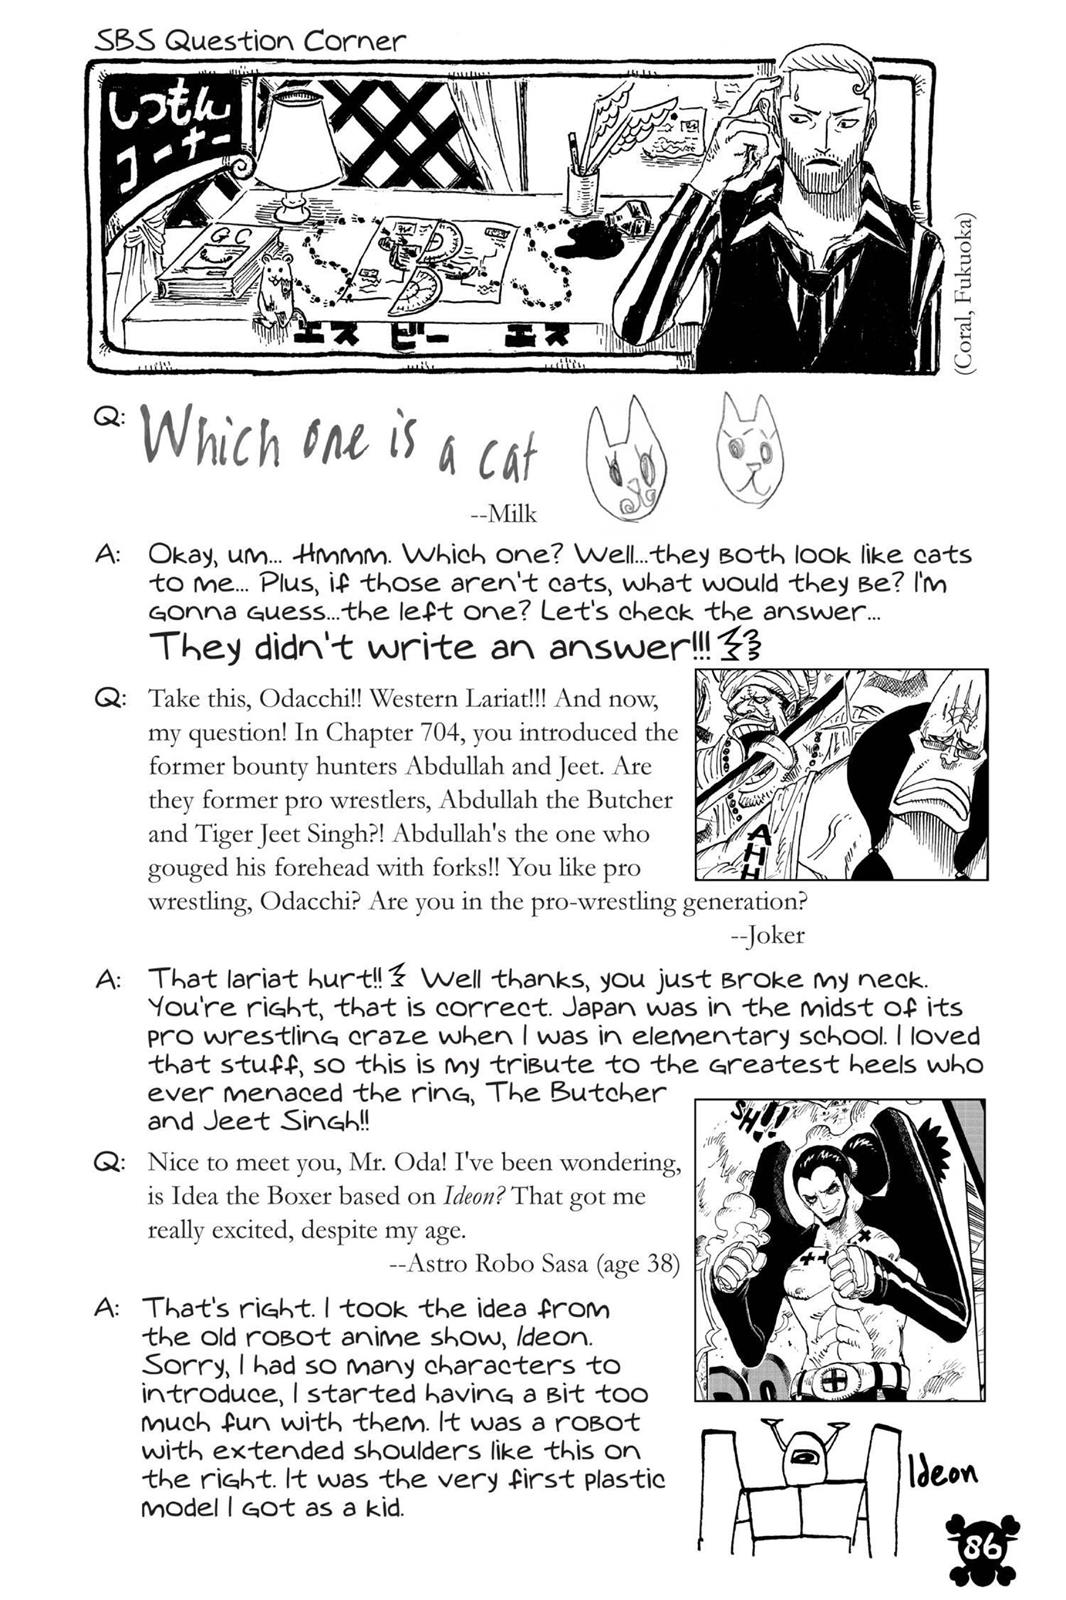 SBS Question Corner
しつもん
コーナー
GC
SBS
エス ビー エス
(Coral, Fukuoka)
Q: Which one is a cat
--Milk
A: Okay, um... Hmmm. Which one? Well...they both look like cats
to me... Plus, if those aren't cats, what would they be? I'm
gonna guess...the left one? Let's check the answer...
They didn't write an answer!!!
Q: Take this, Odacchi!! Western Lariat!!! And now,
my question! In Chapter 704, you introduced the
former bounty hunters Abdullah and Jeet. Are
they former pro wrestlers, Abdullah the Butcher
and Tiger Jeet Singh?! Abdullah's the one who
gouged his forehead with forks!! You like pro
wrestling, Odacchi? Are you in the pro-wrestling generation?
--Joker
AHH
A: That lariat hurt!! Well thanks, you just broke my neck.
You're right, that is correct. Japan was in the midst of its
pro wrestling craze when I was in elementary school. I loved
that stuff, so this is my tribute to the greatest heels who
ever menaced the ring, The Butcher
and Jeet Singh!!
SH!!
Q: Nice to meet you, Mr. Oda! I've been wondering,
is Idea the Boxer based on Ideon? That got me
really excited, despite my age.
--Astro Robo Sasa (age 38)
A: That's right. I took the idea from
the old robot anime show, Ideon.
Sorry, I had so many characters to
introduce, I started having a bit too
much fun with them. It was a robot
with extended shoulders like this on
the right. It was the very first plastic
model I got as a kid.
Ideon
86